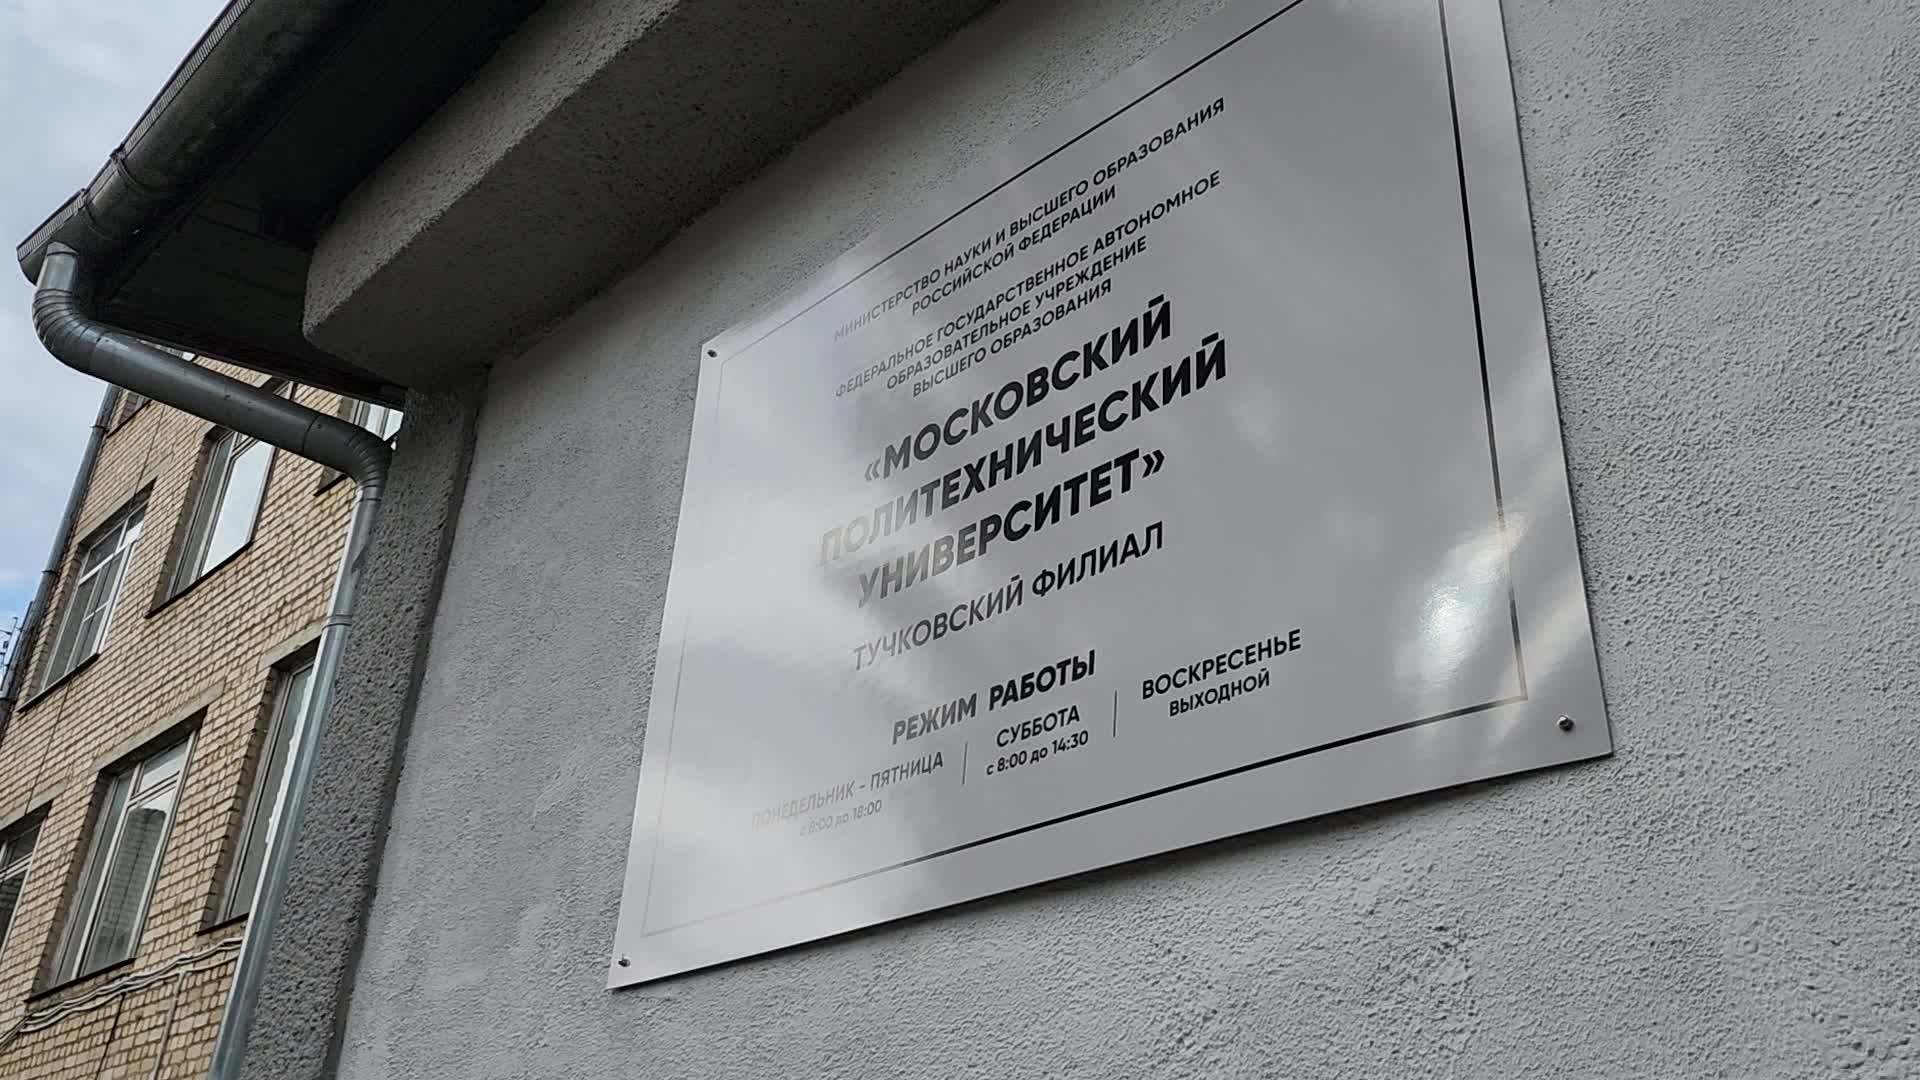 МИНИСТЕРСТВО НАУКИ И ВЫСШЕГО ОБРАЗОВАНИЯ
РОССИЙСКОЙ ФЕДЕРАЦИИ
ФЕДЕРАЛЬНОЕ ГОСУДАРСТВЕННОЕ АВТОНОМНОЕ
ОБРАЗОВАТЕЛЬНОЕ УЧРЕЖДЕНИЕ
ВЫСШЕГО ОБРАЗОВАНИЯ
«МОСКОВСКИЙ
ПОЛИТЕХНИЧЕСКИЙ
УНИВЕРСИТЕТ»
ТУЧКОВСКИЙ ФИЛИАЛ
РЕЖИМ РАБОТЫ
ПОНЕДЕЛЬНИК - ПЯТНИЦА
с 8:00 до 18:00
СУББОТА
с 8:00 до 14:30
ВОСКРЕСЕНЬЕ
ВЫХОДНОЙ